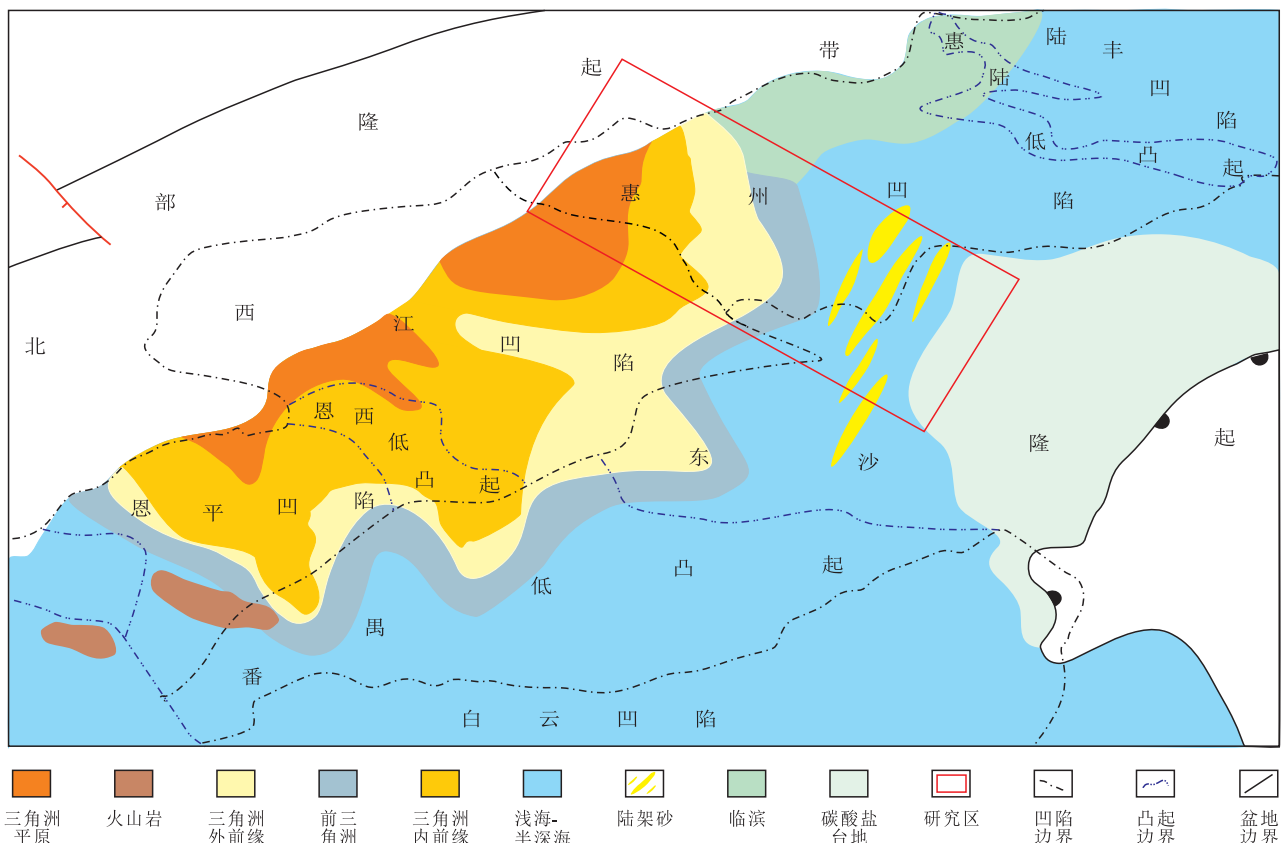 北部隆起带
惠陆低凸起
陆丰凹陷
惠州凹陷
西江凹陷
恩西低凸起
恩平凹陷
东沙隆起
番禺低凸起
白云凹陷
三角洲
平原
火山岩
三角洲
外前缘
前三
角洲
三角洲
内前缘
浅海-
半深海
陆架砂
临滨
碳酸盐
台地
研究区
凹陷
边界
凸起
边界
盆地
边界